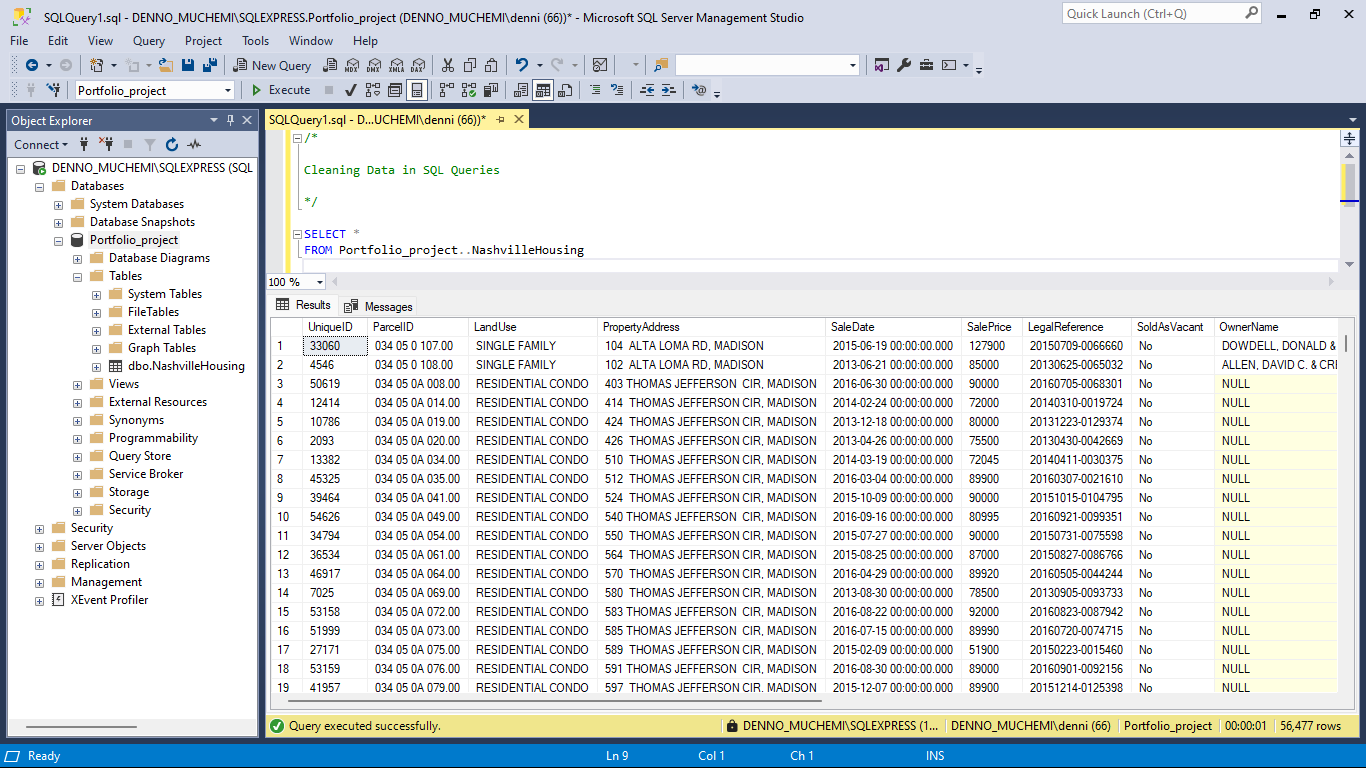 SQLQuery1.sql - DENNO_MUCHEMI\SQLEXPRESS.Portfolio_project (DENNO_MUCHEMI\denni (66))* - Microsoft SQL Server Management Studio
Quick Launch (Ctrl+Q)
File Edit View Query Project Tools Window Help
New Query MDX DMX XMLA DAX
Portfolio_project Execute
Object Explorer
Connect
DENNO_MUCHEMI\SQLEXPRESS (SQL
Databases
System Databases
Database Snapshots
Portfolio_project
Database Diagrams
Tables
System Tables
FileTables
External Tables
Graph Tables
dbo.NashvilleHousing
Views
External Resources
Synonyms
Programmability
Query Store
Service Broker
Storage
Security
Security
Server Objects
Replication
Management
XEvent Profiler
SQLQuery1.sql - D...UCHEMI\denni (66))*
/*
Cleaning Data in SQL Queries
*/
SELECT *
FROM Portfolio_project..NashvilleHousing
100 %
Results Messages
UniqueID ParcelID LandUse PropertyAddress SaleDate SalePrice LegalReference SoldAsVacant OwnerName
1 33060 034 05 0 107.00 SINGLE FAMILY 104 ALTA LOMA RD, MADISON 2015-06-19 00:00:00.000 127900 20150709-0066660 No DOWDELL, DONALD &
2 4546 034 05 0 108.00 SINGLE FAMILY 102 ALTA LOMA RD, MADISON 2013-06-21 00:00:00.000 85000 20130625-0065032 No ALLEN, DAVID C. & CRI
3 50619 034 05 0A 008.00 RESIDENTIAL CONDO 403 THOMAS JEFFERSON CIR, MADISON 2016-06-30 00:00:00.000 90000 20160705-0068301 No NULL
4 12414 034 05 0A 014.00 RESIDENTIAL CONDO 414 THOMAS JEFFERSON CIR, MADISON 2014-02-24 00:00:00.000 72000 20140310-0019724 No NULL
5 10786 034 05 0A 019.00 RESIDENTIAL CONDO 424 THOMAS JEFFERSON CIR, MADISON 2013-12-18 00:00:00.000 80000 20131223-0129374 No NULL
6 2093 034 05 0A 020.00 RESIDENTIAL CONDO 426 THOMAS JEFFERSON CIR, MADISON 2013-04-26 00:00:00.000 75500 20130430-0042669 No NULL
7 13382 034 05 0A 034.00 RESIDENTIAL CONDO 510 THOMAS JEFFERSON CIR, MADISON 2014-03-19 00:00:00.000 72045 20140411-0030375 No NULL
8 45325 034 05 0A 035.00 RESIDENTIAL CONDO 512 THOMAS JEFFERSON CIR, MADISON 2016-03-04 00:00:00.000 89900 20160307-0021610 No NULL
9 39464 034 05 0A 041.00 RESIDENTIAL CONDO 524 THOMAS JEFFERSON CIR, MADISON 2015-10-09 00:00:00.000 90000 20151015-0104795 No NULL
10 54626 034 05 0A 049.00 RESIDENTIAL CONDO 540 THOMAS JEFFERSON CIR, MADISON 2016-09-16 00:00:00.000 80995 20160921-0099351 No NULL
11 34794 034 05 0A 054.00 RESIDENTIAL CONDO 550 THOMAS JEFFERSON CIR, MADISON 2015-07-27 00:00:00.000 90000 20150731-0075598 No NULL
12 36534 034 05 0A 061.00 RESIDENTIAL CONDO 564 THOMAS JEFFERSON CIR, MADISON 2015-08-25 00:00:00.000 87000 20150827-0086766 No NULL
13 46917 034 05 0A 064.00 RESIDENTIAL CONDO 570 THOMAS JEFFERSON CIR, MADISON 2016-04-29 00:00:00.000 89920 20160505-0044244 No NULL
14 7025 034 05 0A 069.00 RESIDENTIAL CONDO 580 THOMAS JEFFERSON CIR, MADISON 2013-08-30 00:00:00.000 78500 20130905-0093733 No NULL
15 53158 034 05 0A 072.00 RESIDENTIAL CONDO 583 THOMAS JEFFERSON CIR, MADISON 2016-08-22 00:00:00.000 92000 20160823-0087942 No NULL
16 51999 034 05 0A 073.00 RESIDENTIAL CONDO 585 THOMAS JEFFERSON CIR, MADISON 2016-07-15 00:00:00.000 89990 20160720-0074715 No NULL
17 27171 034 05 0A 075.00 RESIDENTIAL CONDO 589 THOMAS JEFFERSON CIR, MADISON 2015-02-09 00:00:00.000 51900 20150223-0015460 No NULL
18 53159 034 05 0A 076.00 RESIDENTIAL CONDO 591 THOMAS JEFFERSON CIR, MADISON 2016-08-30 00:00:00.000 89000 20160901-0092156 No NULL
19 41957 034 05 0A 079.00 RESIDENTIAL CONDO 597 THOMAS JEFFERSON CIR, MADISON 2015-12-07 00:00:00.000 89900 20151214-0125398 No NULL
Query executed successfully. DENNO_MUCHEMI\SQLEXPRESS (1... DENNO_MUCHEMI\denni (66) Portfolio_project 00:00:01 56,477 rows
Ready Ln 9 Col 1 Ch 1 INS